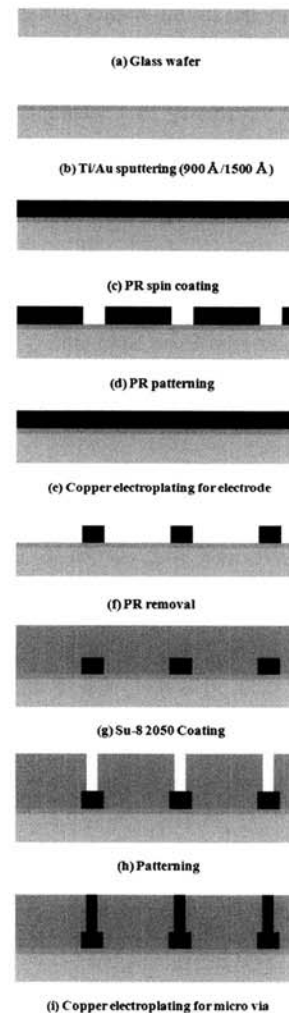 (a) Glass wafer
(b) Ti/Au sputtering (900 Å/1500 Å)
(c) PR spin coating
(d) PR patterning
(e) Copper electroplating for electrode
(f) PR removal
(g) Su-8 2050 Coating
(h) Patterning
(i) Copper electroplating for micro via